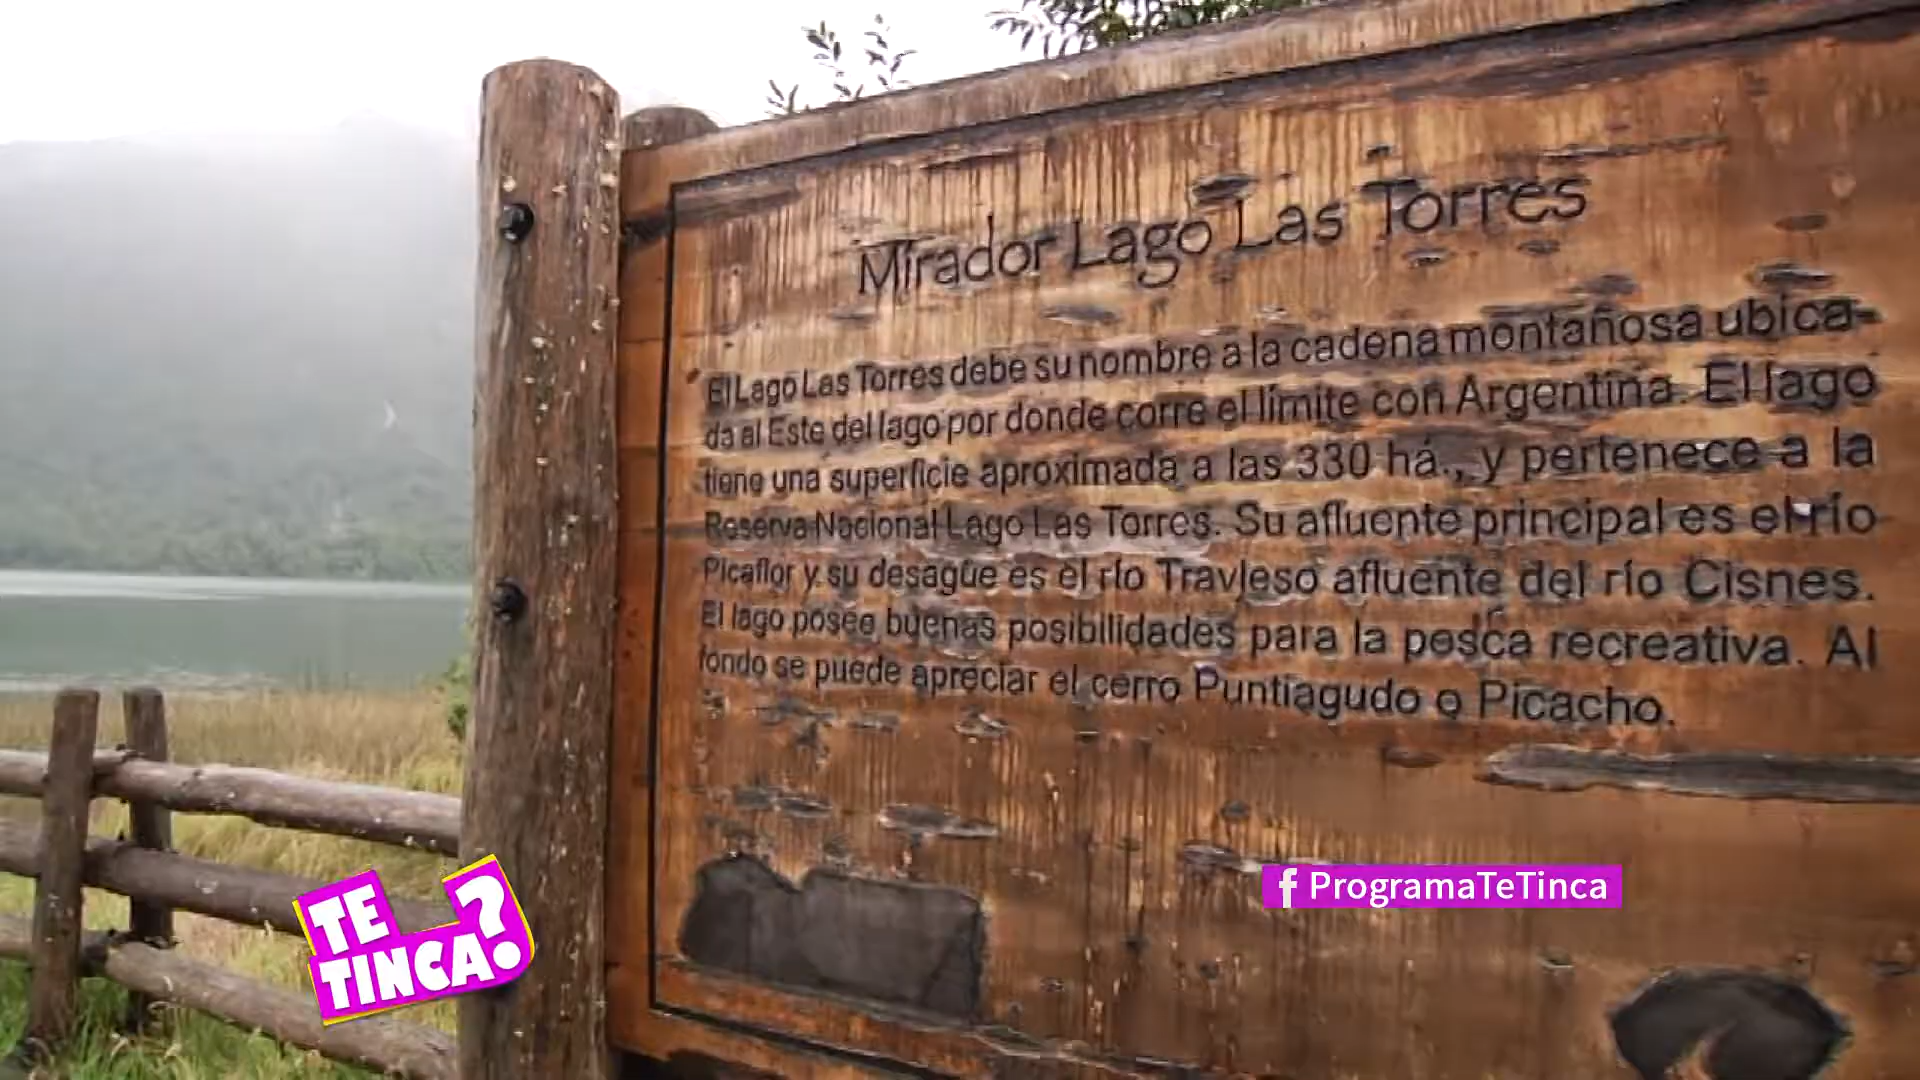 Mirador Lago Las Torres
El Lago Las Torres debe su nombre a la cadena montañosa ubica-
da al Este del lago por donde corre el límite con Argentina. El lago
tiene una superficie aproximada a las 330 há., y pertenece a la
Reserva Nacional Lago Las Torres. Su afluente principal es el río
Picaflor y su desagüe es el río Travieso afluente del río Cisnes.
El lago posee buenas posibilidades para la pesca recreativa. Al
fondo se puede apreciar el cerro Puntiagudo o Picacho.
TE
TINCA?
f ProgramaTeTinca